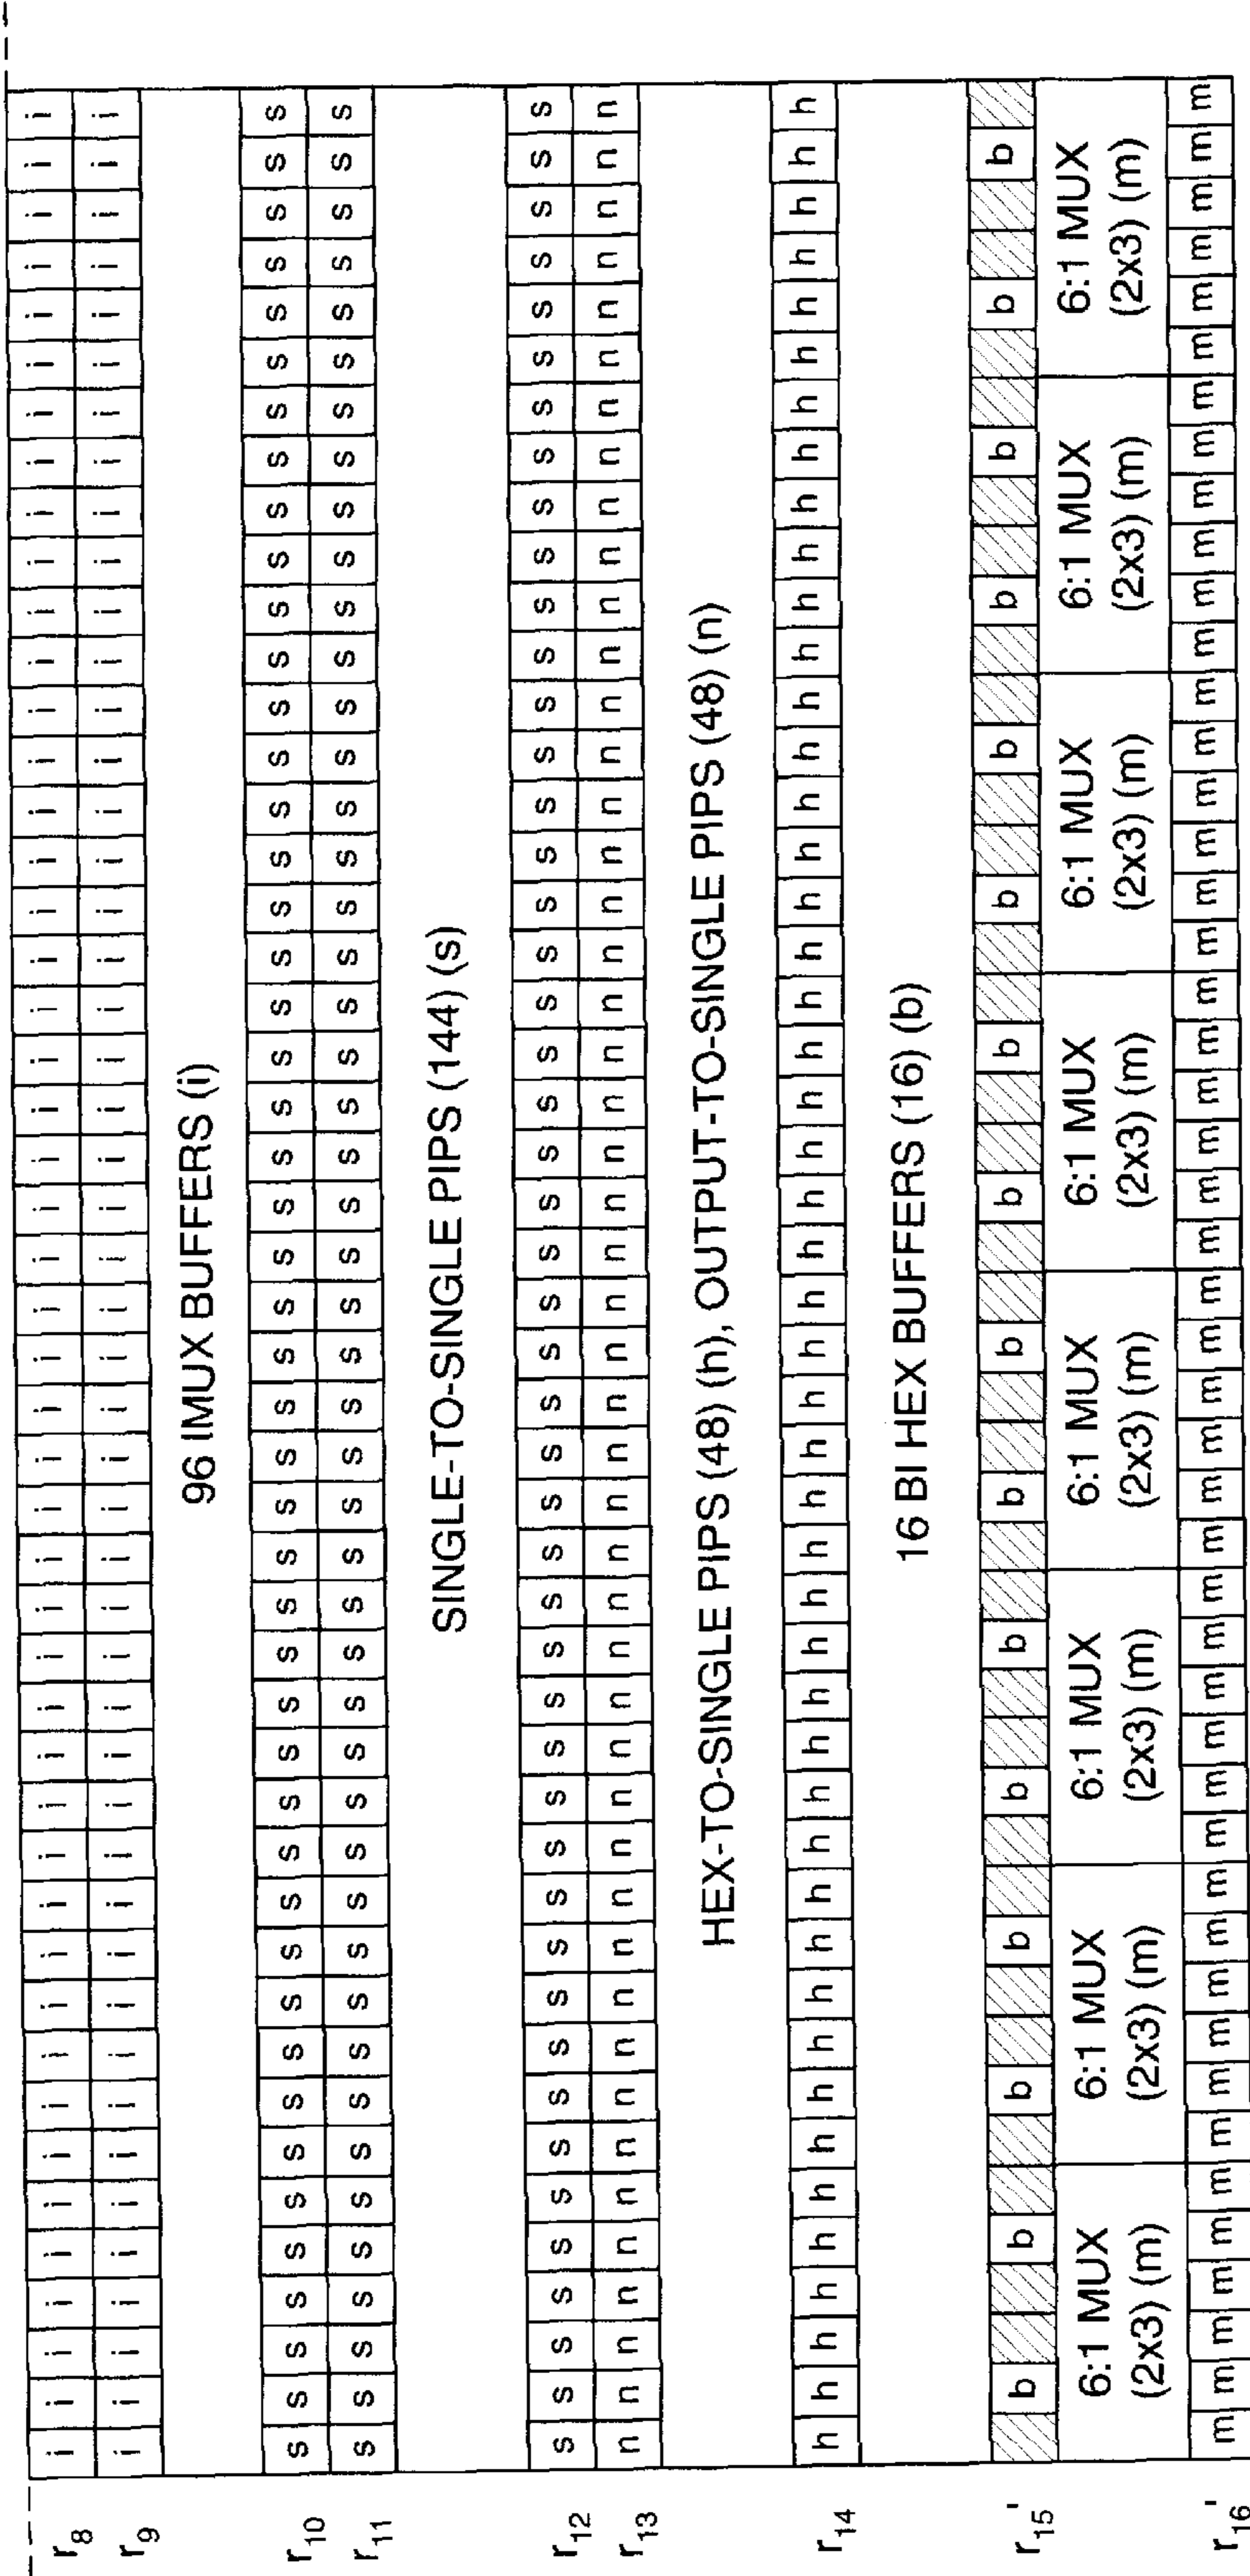 r8 i i i i i i i i i i i i i i i i i i i i i i i i i i i i i i i i i i i i i i i i i i i i i i i i
r9 i i i i i i i i i i i i i i i i i i i i i i i i i i i i i i i i i i i i i i i i i i i i i i i i
96 IMUX BUFFERS (i)
r10 s s s s s s s s s s s s s s s s s s s s s s s s s s s s s s s s s s s s s s s s s s s s s s s s
r11 s s s s s s s s s s s s s s s s s s s s s s s s s s s s s s s s s s s s s s s s s s s s s s s s
SINGLE-TO-SINGLE PIPS (144) (s)
r12 s s s s s s s s s s s s s s s s s s s s s s s s s s s s s s s s s s s s s s s s s s s s s s s s
r13 n n n n n n n n n n n n n n n n n n n n n n n n n n n n n n n n n n n n n n n n n n n n n n n n
HEX-TO-SINGLE PIPS (48) (h), OUTPUT-TO-SINGLE PIPS (48) (n)
r14 h h h h h h h h h h h h h h h h h h h h h h h h h h h h h h h h h h h h h h h h h h h h h h h h
16 BI HEX BUFFERS (16) (b)
r15' b b b b b b b b b b b b b b b b
6:1 MUX 6:1 MUX 6:1 MUX 6:1 MUX 6:1 MUX 6:1 MUX 6:1 MUX 6:1 MUX
(2x3) (m) (2x3) (m) (2x3) (m) (2x3) (m) (2x3) (m) (2x3) (m) (2x3) (m) (2x3) (m)
r16' m m m m m m m m m m m m m m m m m m m m m m m m m m m m m m m m m m m m m m m m m m m m m m m m